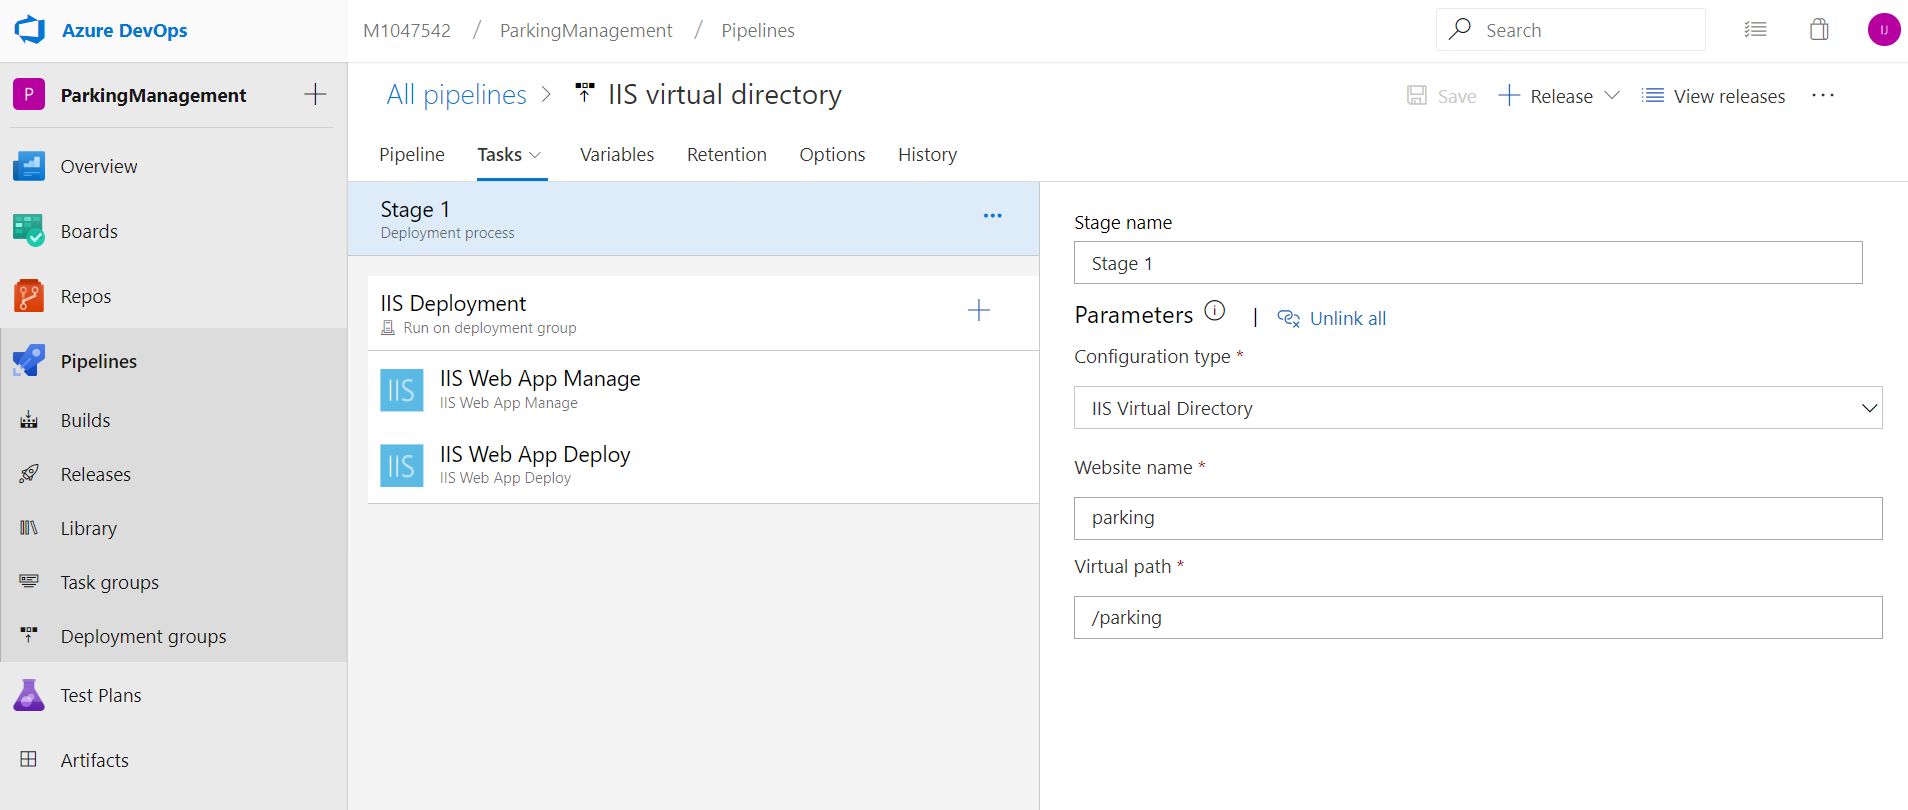 Azure DevOps
M1047542 / ParkingManagement / Pipelines
Search
IJ
P ParkingManagement
Overview
Boards
Repos
Pipelines
Builds
Releases
Library
Task groups
Deployment groups
Test Plans
Artifacts
All pipelines > IIS virtual directory
Save
Release
View releases
Pipeline
Tasks
Variables
Retention
Options
History
Stage 1
Deployment process
IIS Deployment
Run on deployment group
IIS
IIS Web App Manage
IIS Web App Manage
IIS
IIS Web App Deploy
IIS Web App Deploy
Stage name
Stage 1
Parameters | Unlink all
Configuration type *
IIS Virtual Directory
Website name *
parking
Virtual path *
/parking